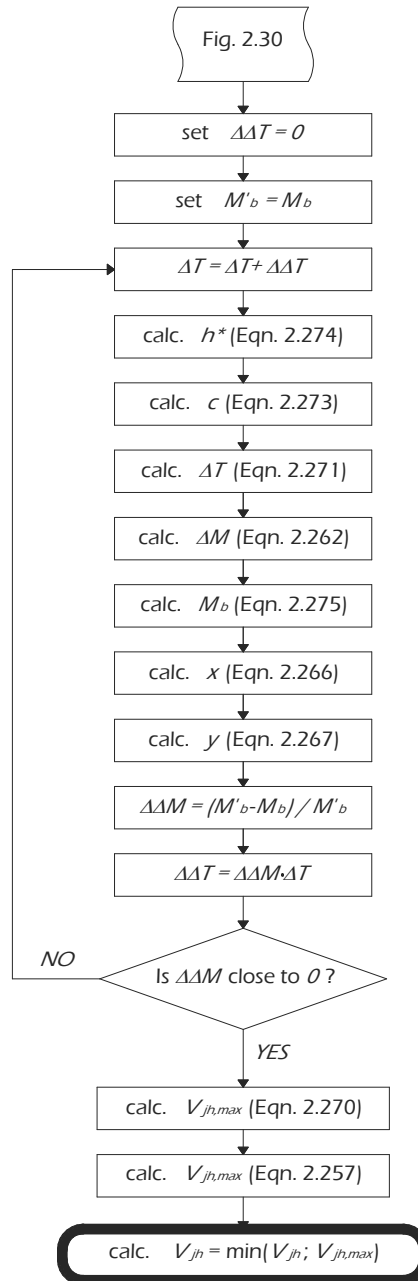 Fig. 2.30
set ΔΔT = 0
set M'b = Mb
ΔT = ΔT + ΔΔT
calc. h* (Eqn. 2.274)
calc. c (Eqn. 2.273)
calc. ΔT (Eqn. 2.271)
calc. ΔM (Eqn. 2.262)
calc. Mb (Eqn. 2.275)
calc. x (Eqn. 2.266)
calc. y (Eqn. 2.267)
ΔΔM = (M'b-Mb) / M'b
ΔΔT = ΔΔM·ΔT
NO
Is ΔΔM close to 0 ?
YES
calc. Vjh,max (Eqn. 2.270)
calc. Vjh,max (Eqn. 2.257)
calc. Vjh = min(Vjh ; Vjh,max)